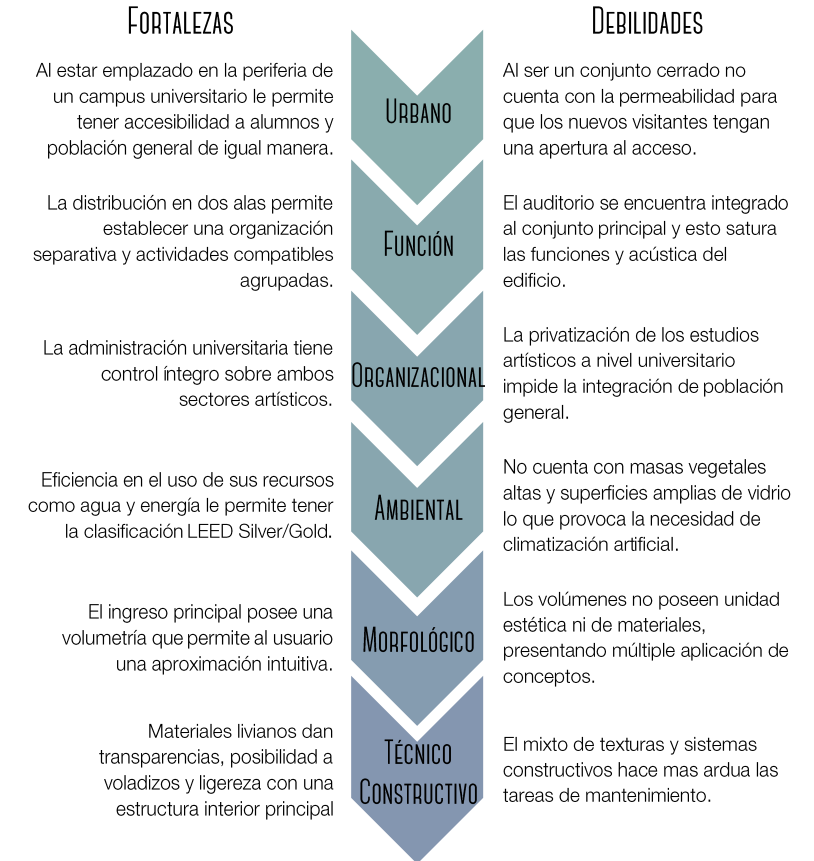 FORTALEZAS
DEBILIDADES
Al estar emplazado en la periferia de
un campus universitario le permite
tener accesibilidad a alumnos y
población general de igual manera.
URBANO
Al ser un conjunto cerrado no
cuenta con la permeabilidad para
que los nuevos visitantes tengan
una apertura al acceso.
La distribución en dos alas permite
establecer una organización
separativa y actividades compatibles
agrupadas.
FUNCIÓN
El auditorio se encuentra integrado
al conjunto principal y esto satura
las funciones y acústica del
edificio.
La administración universitaria tiene
control íntegro sobre ambos
sectores artísticos.
ORGANIZACIONAL
La privatización de los estudios
artísticos a nivel universitario
impide la integración de población
general.
Eficiencia en el uso de sus recursos
como agua y energía le permite tener
la clasificación LEED Silver/Gold.
AMBIENTAL
No cuenta con masas vegetales
altas y superficies amplias de vidrio
lo que provoca la necesidad de
climatización artificial.
El ingreso principal posee una
volumetría que permite al usuario
una aproximación intuitiva.
MORFOLÓGICO
Los volúmenes no poseen unidad
estética ni de materiales,
presentando múltiple aplicación de
conceptos.
Materiales livianos dan
transparencias, posibilidad a
voladizos y ligereza con una
estructura interior principal
TÉCNICO
CONSTRUCTIVO
El mixto de texturas y sistemas
constructivos hace mas ardua las
tareas de mantenimiento.